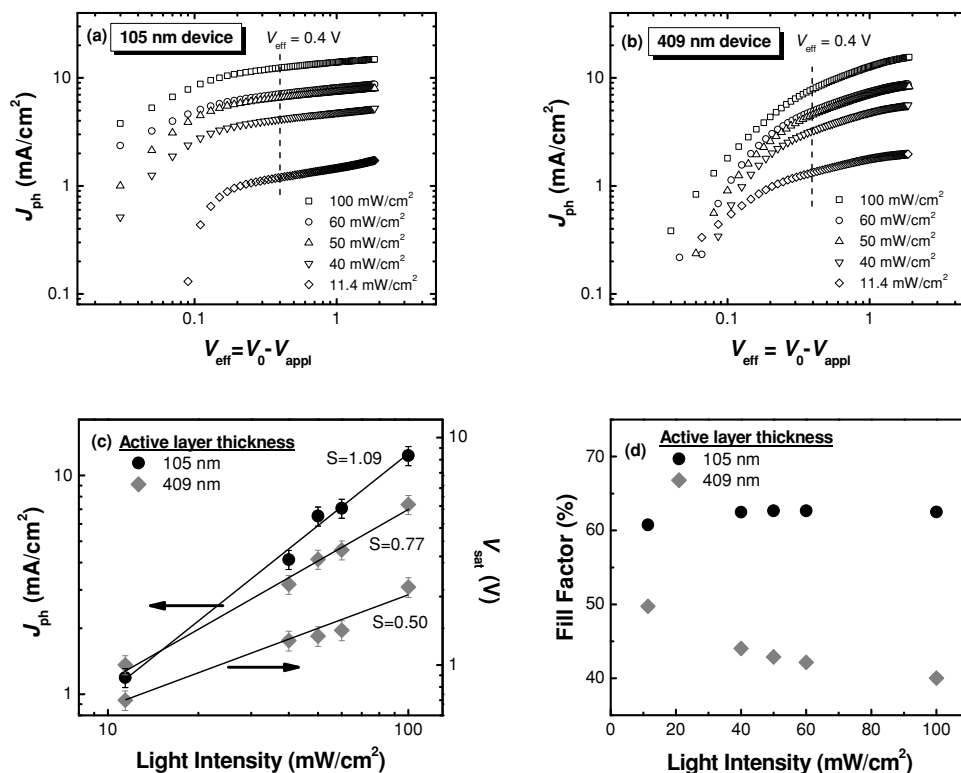 (a) 105 nm device
V_eff = 0.4 V
10
1
0.1
J_ph (mA/cm²)
100 mW/cm²
60 mW/cm²
50 mW/cm²
40 mW/cm²
11.4 mW/cm²
0.1 1
V_eff=V_0-V_appl
(b) 409 nm device
V_eff = 0.4 V
10
1
0.1
J_ph (mA/cm²)
100 mW/cm²
60 mW/cm²
50 mW/cm²
40 mW/cm²
11.4 mW/cm²
0.1 1
V_eff = V_0-V_appl
(c) Active layer thickness
105 nm
409 nm
S=1.09
S=0.77
S=0.50
10
1
J_ph (mA/cm²)
10
1
V_sat (V)
10 100
Light Intensity (mW/cm²)
(d) Active layer thickness
105 nm
409 nm
70
60
50
40
Fill Factor (%)
0 20 40 60 80 100
Light Intensity (mW/cm²)